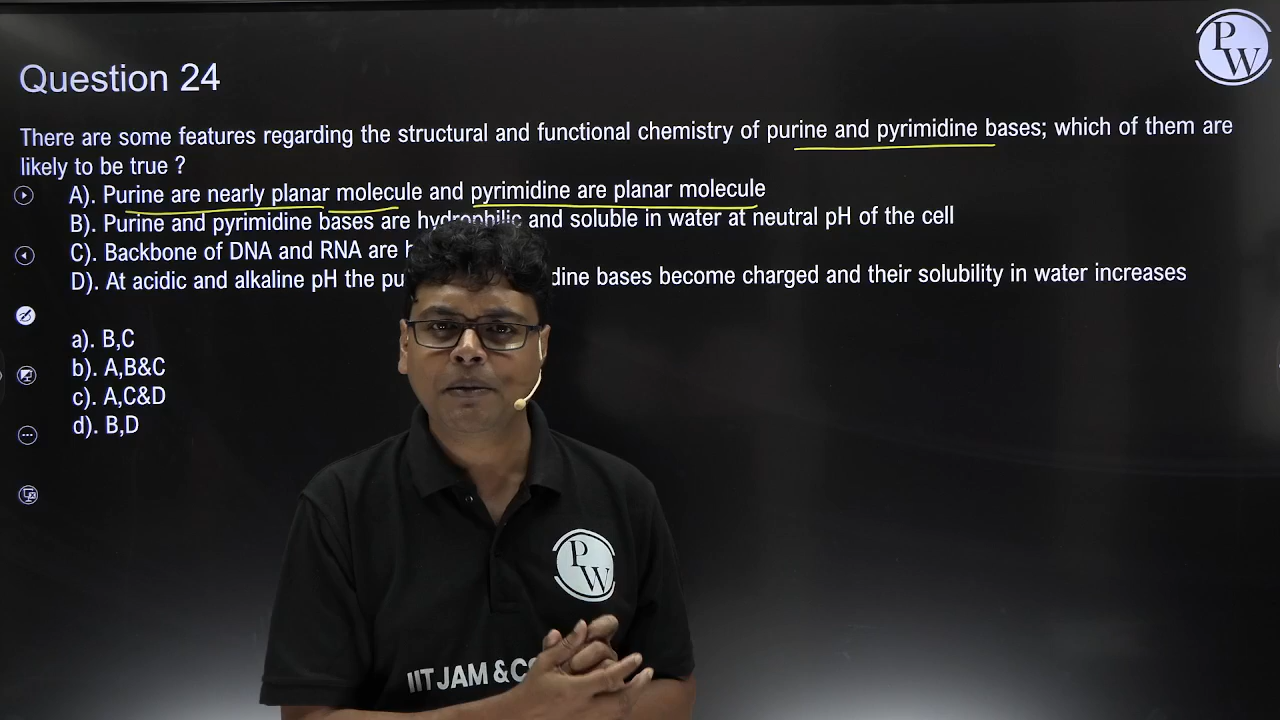 PW
Question 24
There are some features regarding the structural and functional chemistry of purine and pyrimidine bases; which of them are
likely to be true ?
A). Purine are nearly planar molecule and pyrimidine are planar molecule
B). Purine and pyrimidine bases are hydrophilic and soluble in water at neutral pH of the cell
C). Backbone of DNA and RNA are
D). At acidic and alkaline pH the bases become charged and their solubility in water increases
a). B,C
b). A,B&C
c). A,C&D
d). B,D
PW
IIT JAM &